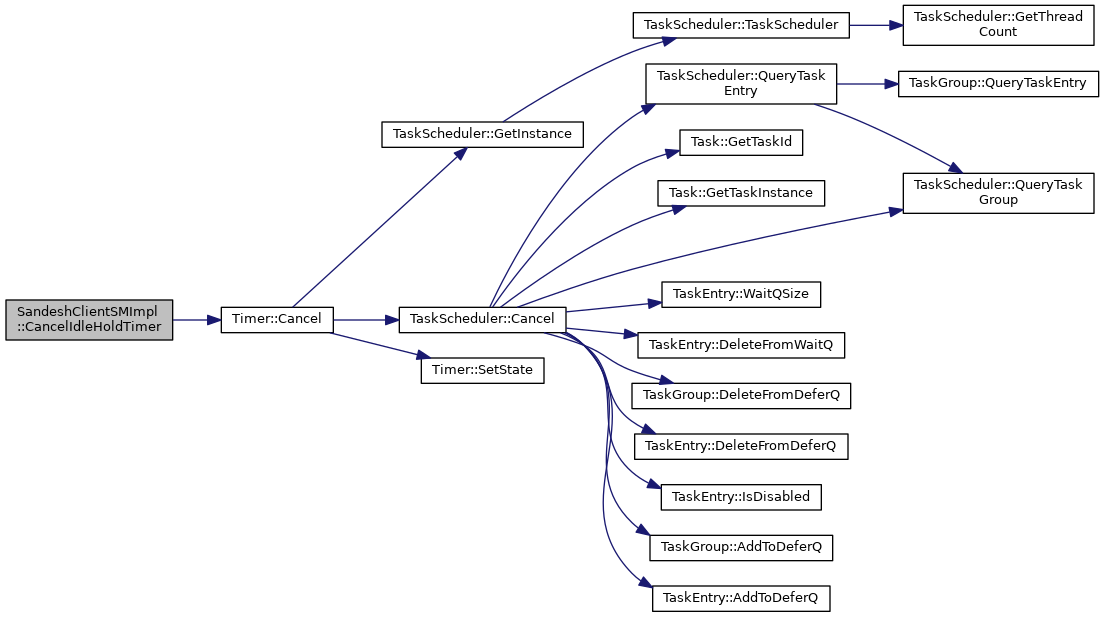 TaskScheduler::TaskScheduler
TaskScheduler::GetThread
Count
TaskScheduler::QueryTask
Entry
TaskGroup::QueryTaskEntry
TaskScheduler::GetInstance
Task::GetTaskId
Task::GetTaskInstance
TaskScheduler::QueryTask
Group
SandeshClientSMImpl
::CancelIdleHoldTimer
Timer::Cancel
TaskScheduler::Cancel
TaskEntry::WaitQSize
TaskEntry::DeleteFromWaitQ
Timer::SetState
TaskGroup::DeleteFromDeferQ
TaskEntry::DeleteFromDeferQ
TaskEntry::IsDisabled
TaskGroup::AddToDeferQ
TaskEntry::AddToDeferQ